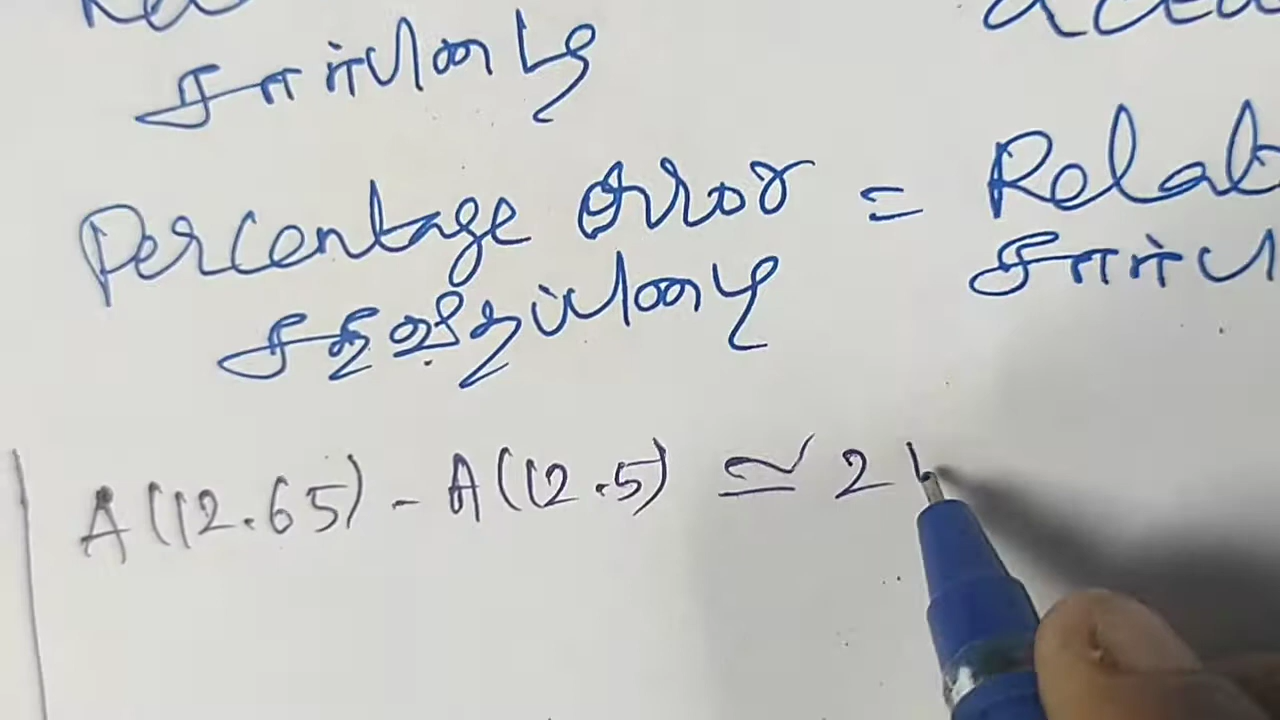 சார்பிழை
Percentage error = Relat
சதவீதப்பிழை சார்ப
A(12.65) - A(12.5) ≃ 2